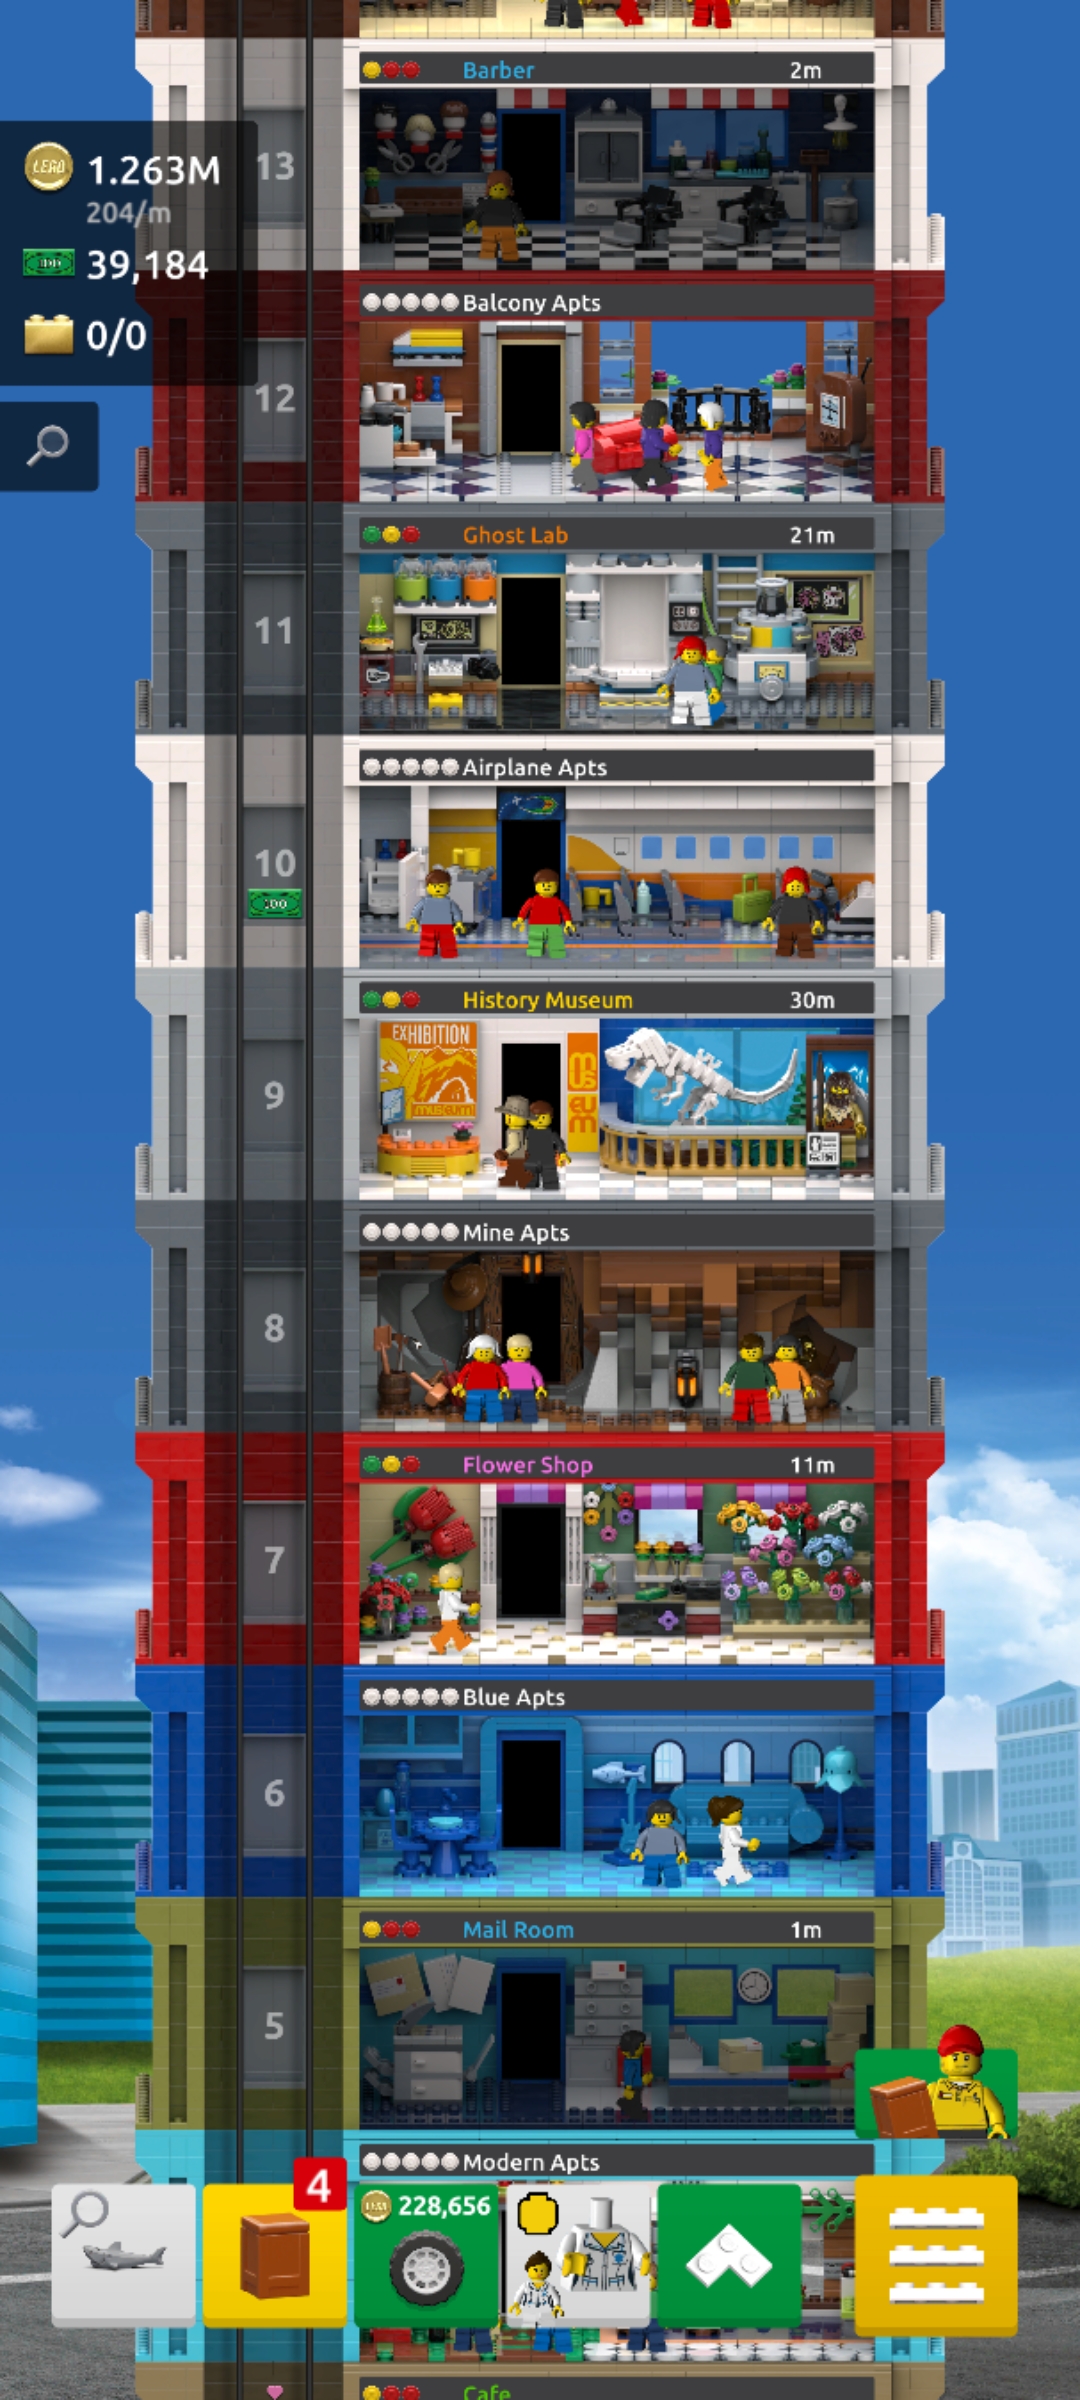 Barber 2m
13
LEGO 1.263M
204/m
100 39,184
0/0
Balcony Apts
12
Ghost Lab 21m
11
Airplane Apts
10
100
History Museum 30m
EXHIBITION
MUSEUM
MUSEUM
9
Mine Apts
8
Flower Shop 11m
7
Blue Apts
6
Mail Room 1m
5
Modern Apts
4
228,656
Cafe